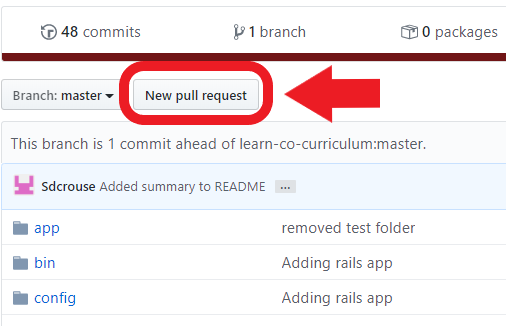 48 commits 1 branch 0 packages
Branch: master New pull request
This branch is 1 commit ahead of learn-co-curriculum:master.
Sdcrouse Added summary to README ...
app removed test folder
bin Adding rails app
config Adding rails app